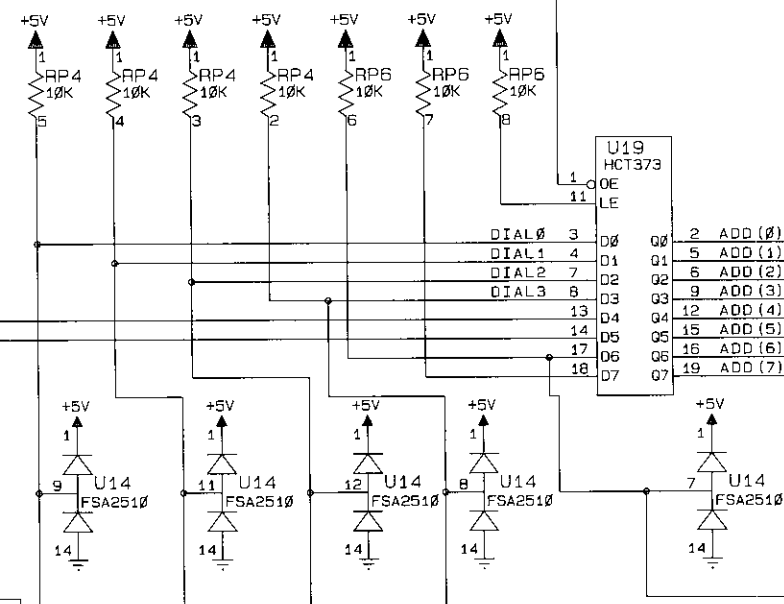 +5V +5V +5V +5V +5V +5V +5V
1 1 1 1 1 1 1
RP4 RP4 RP4 RP4 RP6 RP6 RP6
10K 10K 10K 10K 10K 10K 10K
5 4 3 2 6 7 8
U19
HCT373
1 OE
11 LE
DIAL0 3 D0 Q0 2 ADD(0)
DIAL1 4 D1 Q1 5 ADD(1)
DIAL2 7 D2 Q2 6 ADD(2)
DIAL3 8 D3 Q3 9 ADD(3)
13 D4 Q4 12 ADD(4)
14 D5 Q5 15 ADD(5)
17 D6 Q6 16 ADD(6)
18 D7 Q7 19 ADD(7)
+5V +5V +5V +5V +5V
1 1 1 1 1
9 U14 11 U14 12 U14 8 U14 7 U14
FSA2510 FSA2510 FSA2510 FSA2510 FSA2510
14 14 14 14 14